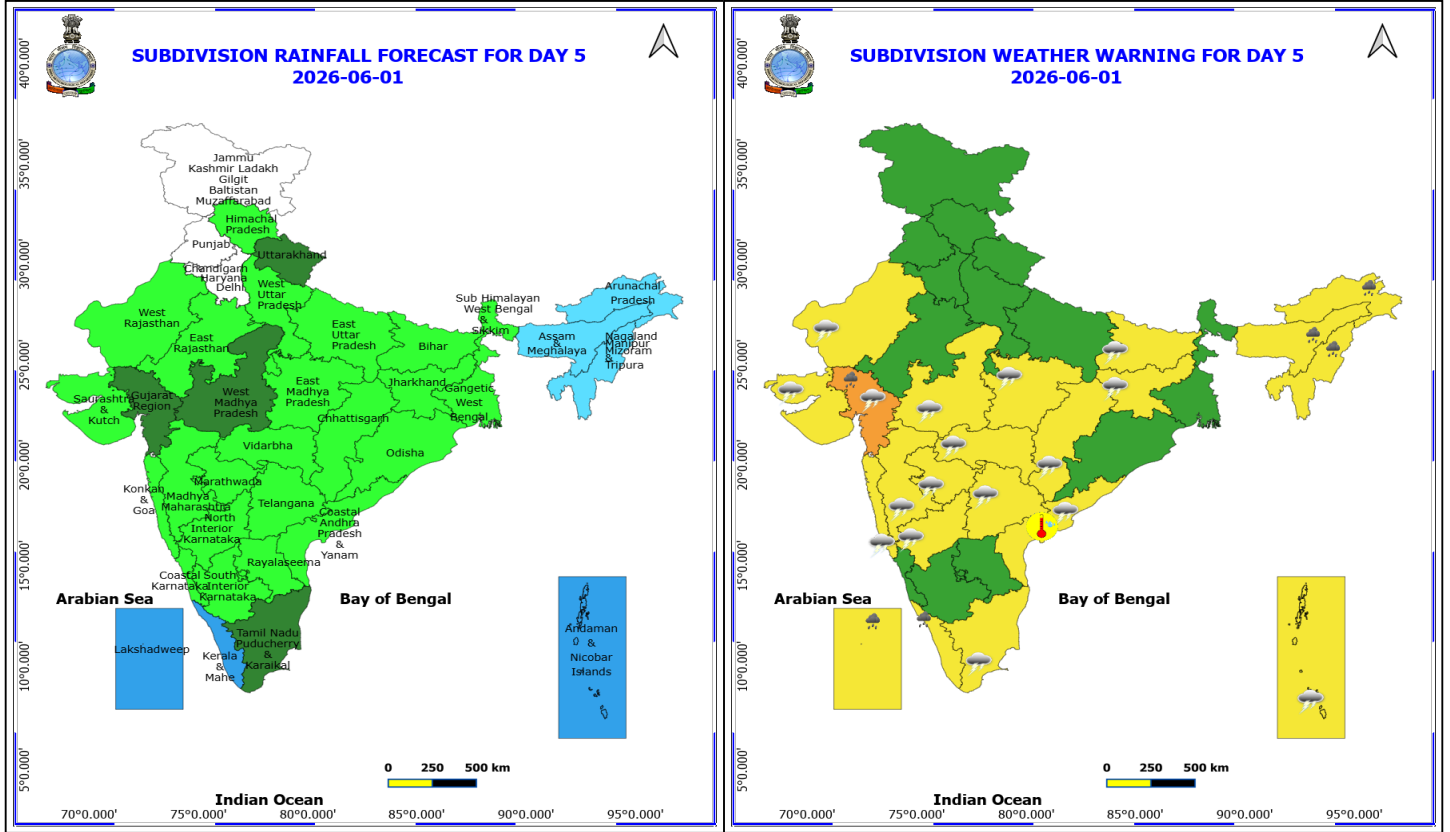 SUBDIVISION RAINFALL FORECAST FOR DAY 5
2026-06-01
40°0.000'
35°0.000'
30°0.000'
25°0.000'
20°0.000'
15°0.000'
10°0.000'
5°0.000'
Jammu
Kashmir Ladakh
Gilgit
Baltistan
Muzaffarabad
Himachal
Pradesh
Punjab
Uttarakhand
Chandigarh
Haryana
Delhi
West
Uttar
Pradesh
West
Rajasthan
East
Rajasthan
East
Uttar
Pradesh
Bihar
Sub Himalayan
West Bengal
&
Sikkim
Arunachal
Pradesh
Assam
&
Meghalaya
Nagaland
Manipur
Mizoram
&
Tripura
Saurashtra
&
Kutch
Gujarat
Region
West
Madhya
Pradesh
East
Madhya
Pradesh
Jharkhand
Gangetic
West
Bengal
Chhattisgarh
Vidarbha
Odisha
Konkan
&
Goa
Marathwada
Madhya
Maharashtra
Telangana
North
Interior
Karnataka
Coastal
Andhra
Pradesh
&
Yanam
Rayalaseema
Coastal
Karnataka
South
Interior
Karnataka
Arabian Sea
Bay of Bengal
Lakshadweep
Kerala
&
Mahe
Tamil Nadu
Puducherry
&
Karaikal
Andaman
&
Nicobar
Islands
0 250 500 km
Indian Ocean
70°0.000' 75°0.000' 80°0.000' 85°0.000' 90°0.000' 95°0.000'
SUBDIVISION WEATHER WARNING FOR DAY 5
2026-06-01
40°0.000'
35°0.000'
30°0.000'
25°0.000'
20°0.000'
15°0.000'
10°0.000'
5°0.000'
Arabian Sea
Bay of Bengal
0 250 500 km
Indian Ocean
70°0.000' 75°0.000' 80°0.000' 85°0.000' 90°0.000' 95°0.000'